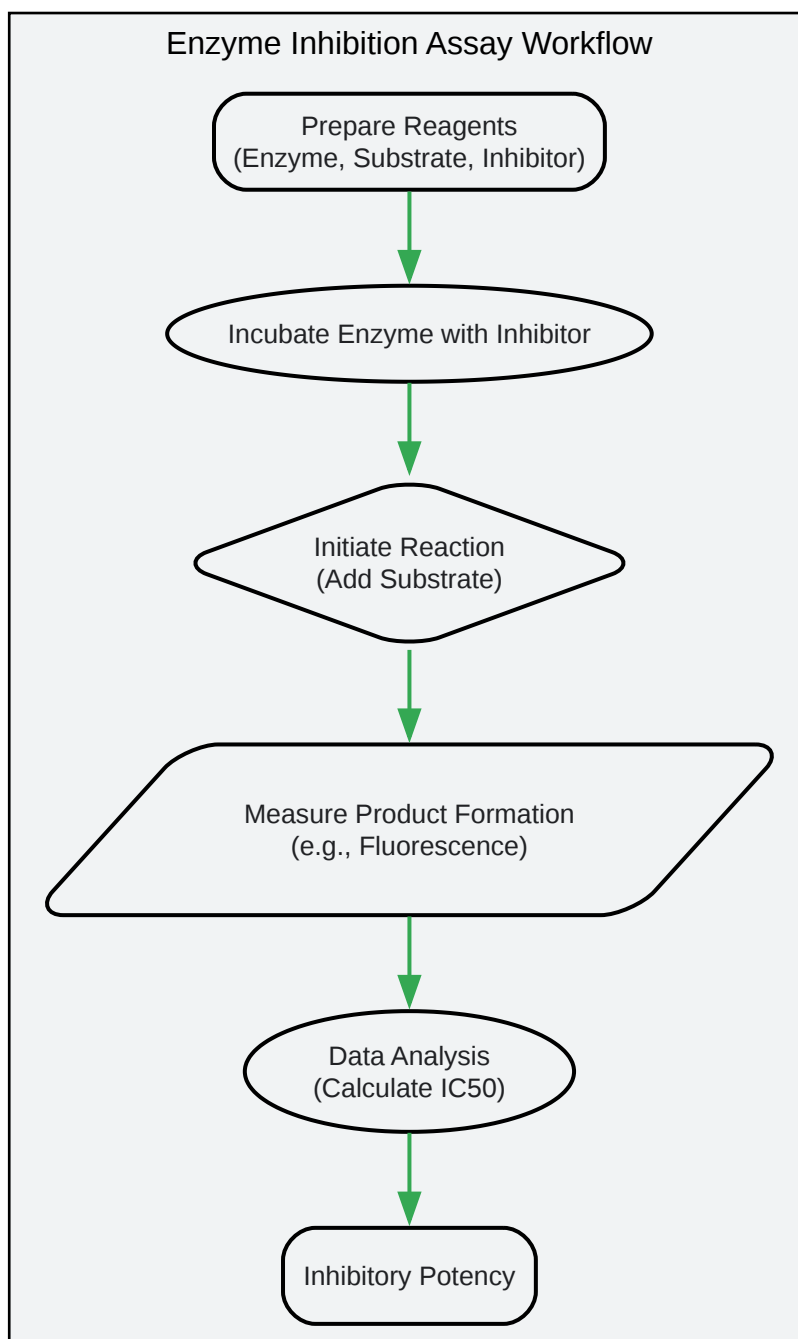 Enzyme Inhibition Assay Workflow
Prepare Reagents
(Enzyme, Substrate, Inhibitor)
Incubate Enzyme with Inhibitor
Initiate Reaction
(Add Substrate)
Measure Product Formation
(e.g., Fluorescence)
Data Analysis
(Calculate IC50)
Inhibitory Potency